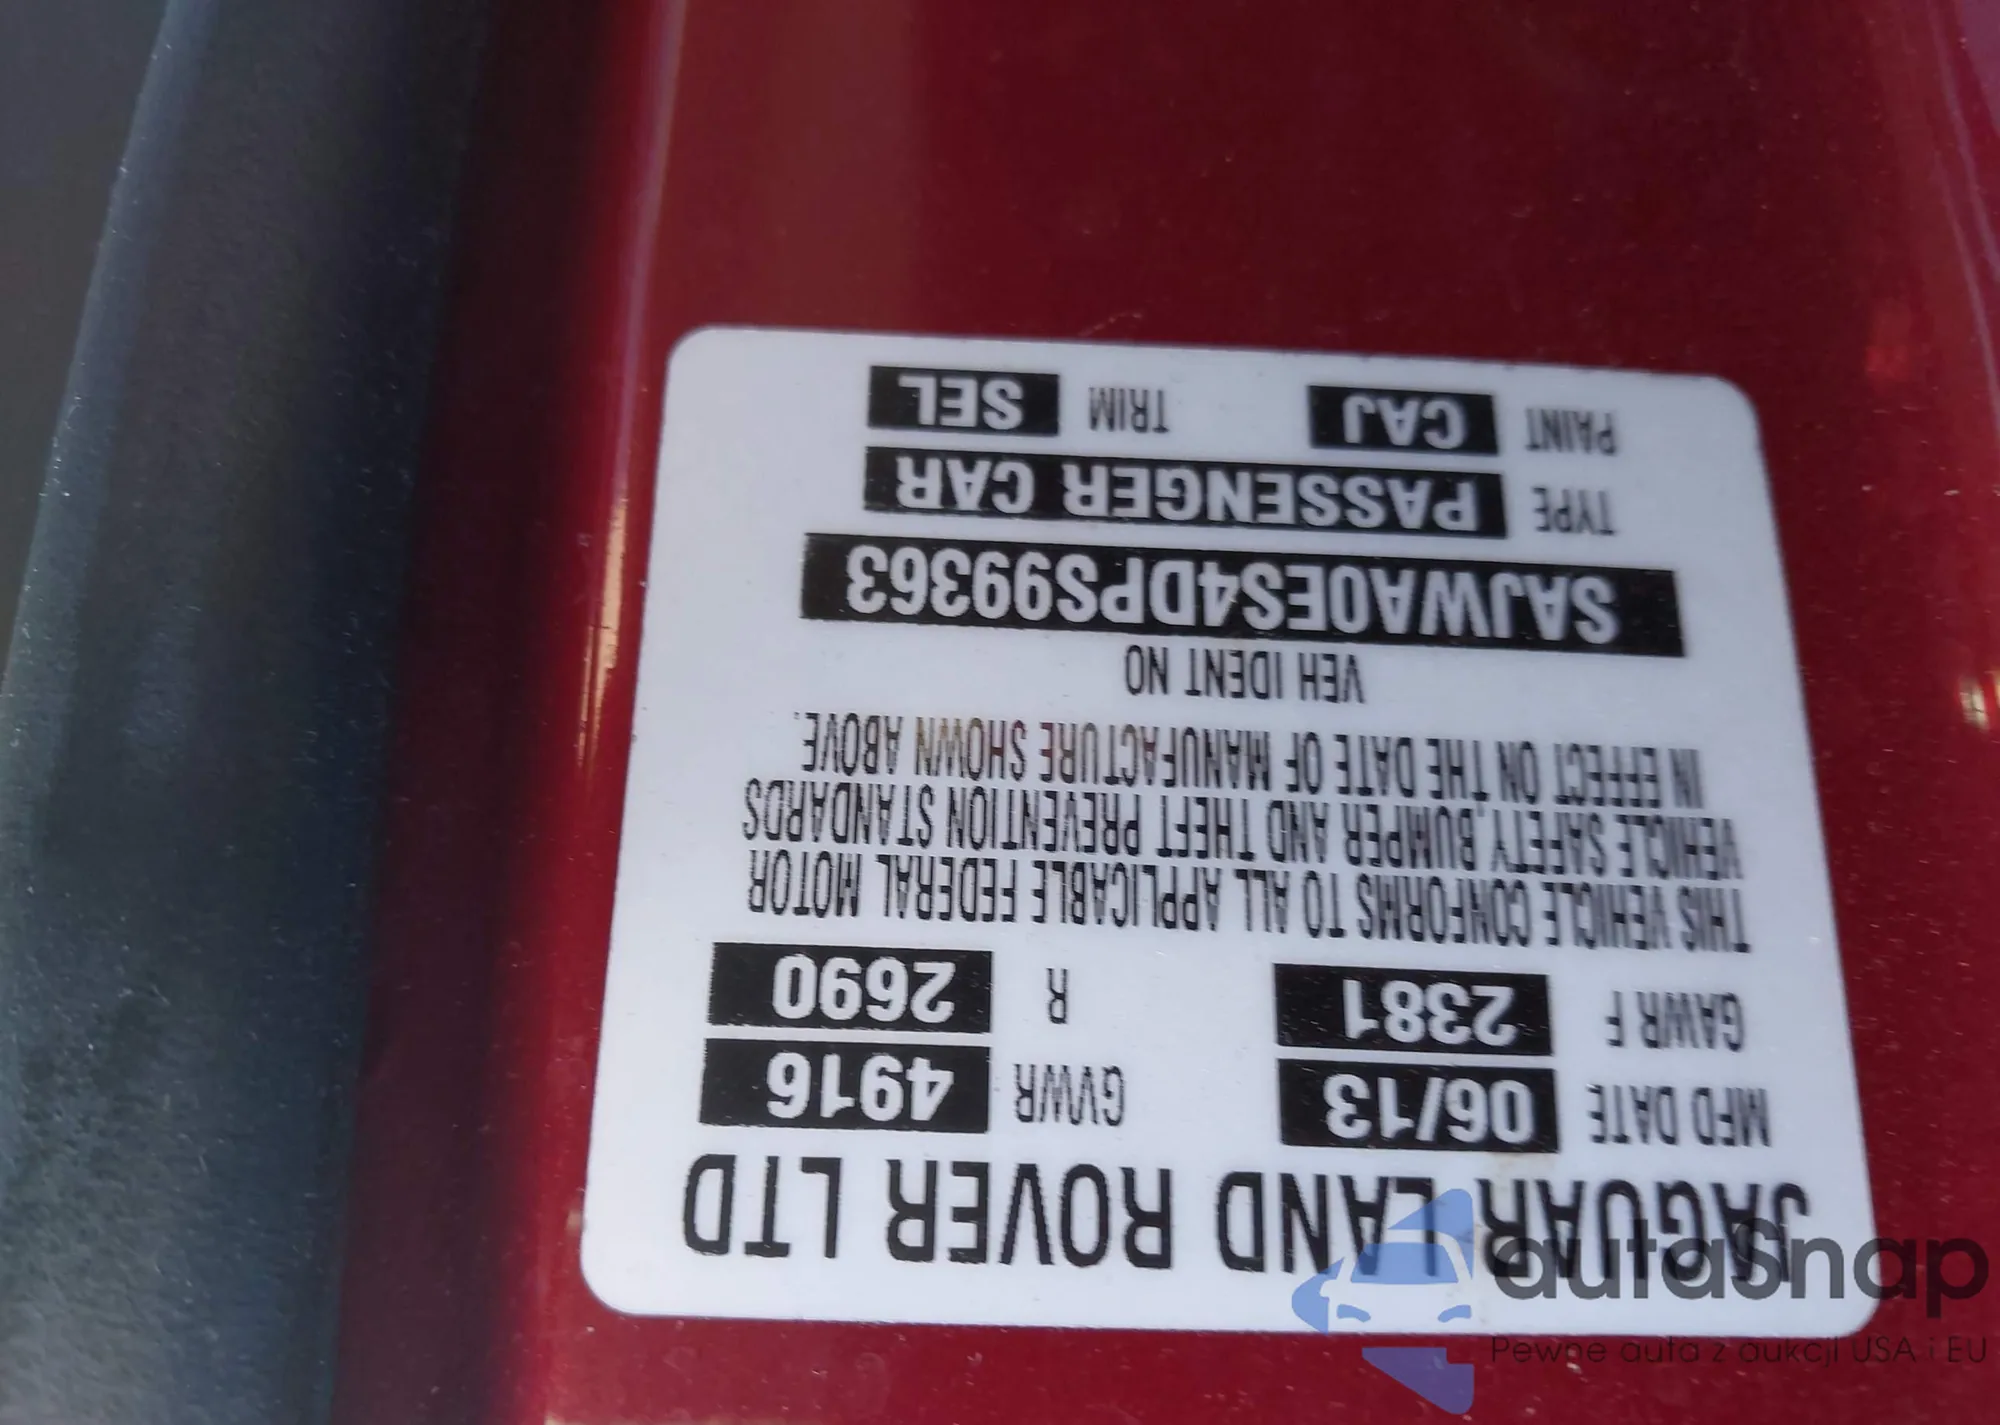 JAGUAR LAND ROVER LTD
MFD DATE 06/13 GVWR 4916
GAWR F 2381 R 2690
THIS VEHICLE CONFORMS TO ALL APPLICABLE FEDERAL MOTOR
VEHICLE SAFETY, BUMPER AND THEFT PREVENTION STANDARDS
IN EFFECT ON THE DATE OF MANUFACTURE SHOWN ABOVE.
VEH IDENT NO
SAJWA0ES4DPS99363
TYPE PASSENGER CAR
PAINT CAJ TRIM SEL
autasnap
Pewne auta z aukcji USA i EU